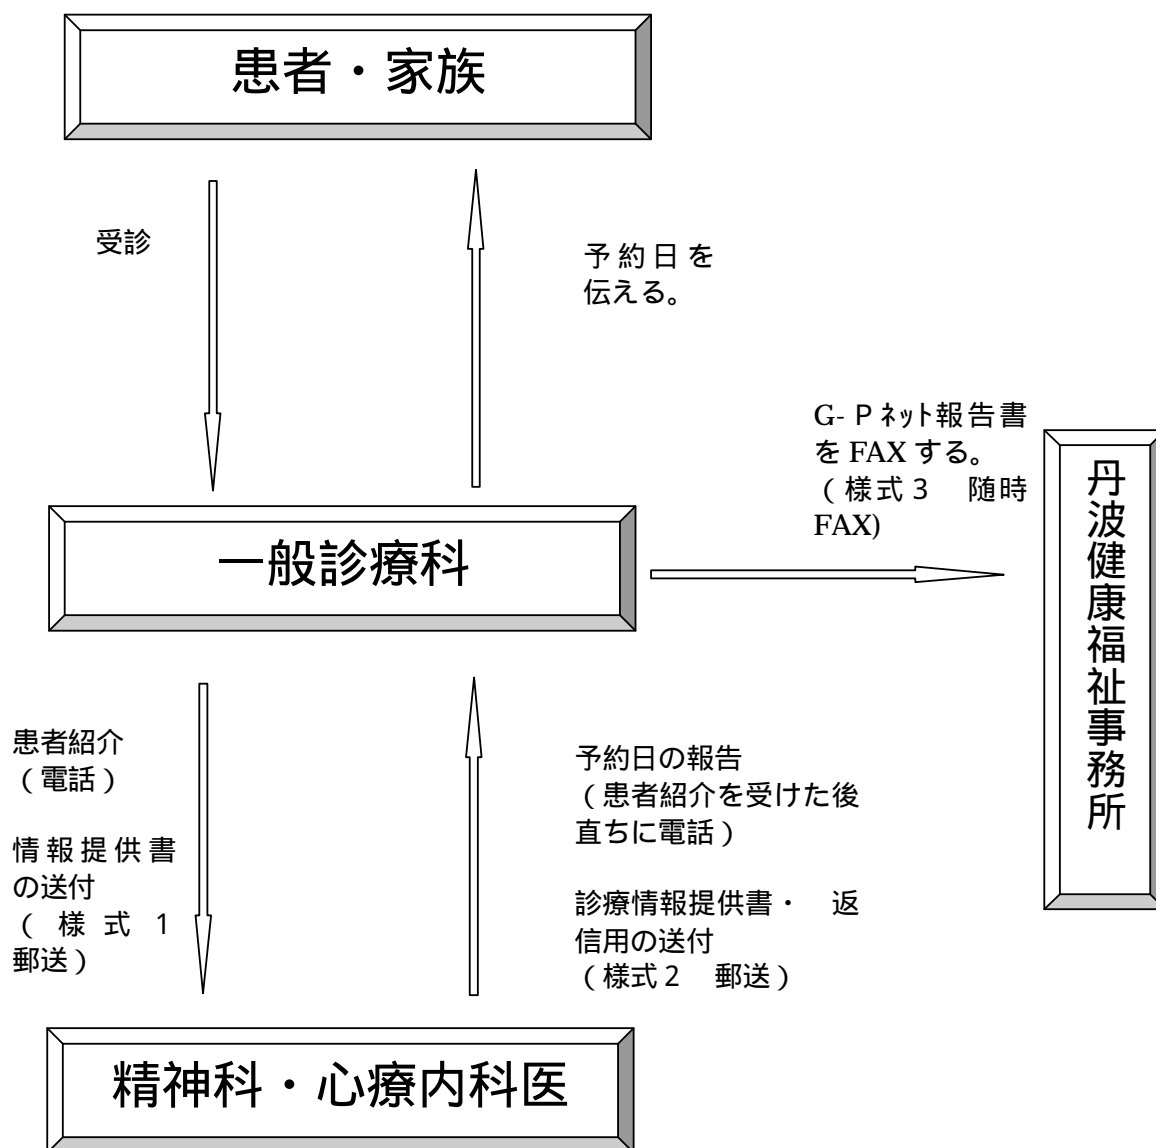 患者・家族
受診
予約日を
伝える。
G-Ｐﾈｯﾄ報告書
を FAX する。
（様式3　随時
FAX)
一般診療科
丹波健康福祉事務所
患者紹介
（電話）
情報提供書
の送付
（様式1
郵送）
予約日の報告
（患者紹介を受けた後
直ちに電話）
診療情報提供書・　返
信用の送付
（様式2　郵送）
精神科・心療内科医